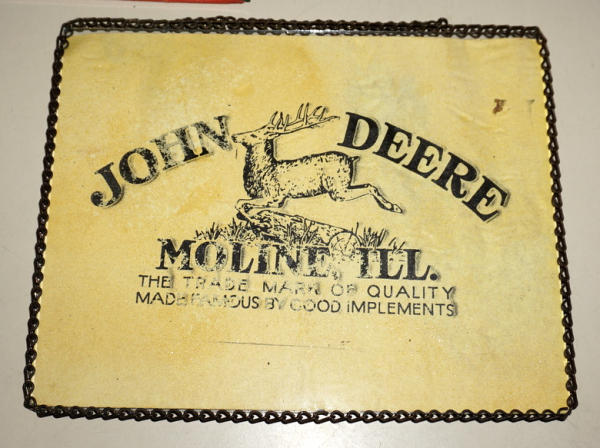 JOHN DEERE
MOLINE, ILL.
THE TRADE MARK OF QUALITY
MADE FAMOUS BY GOOD IMPLEMENTS